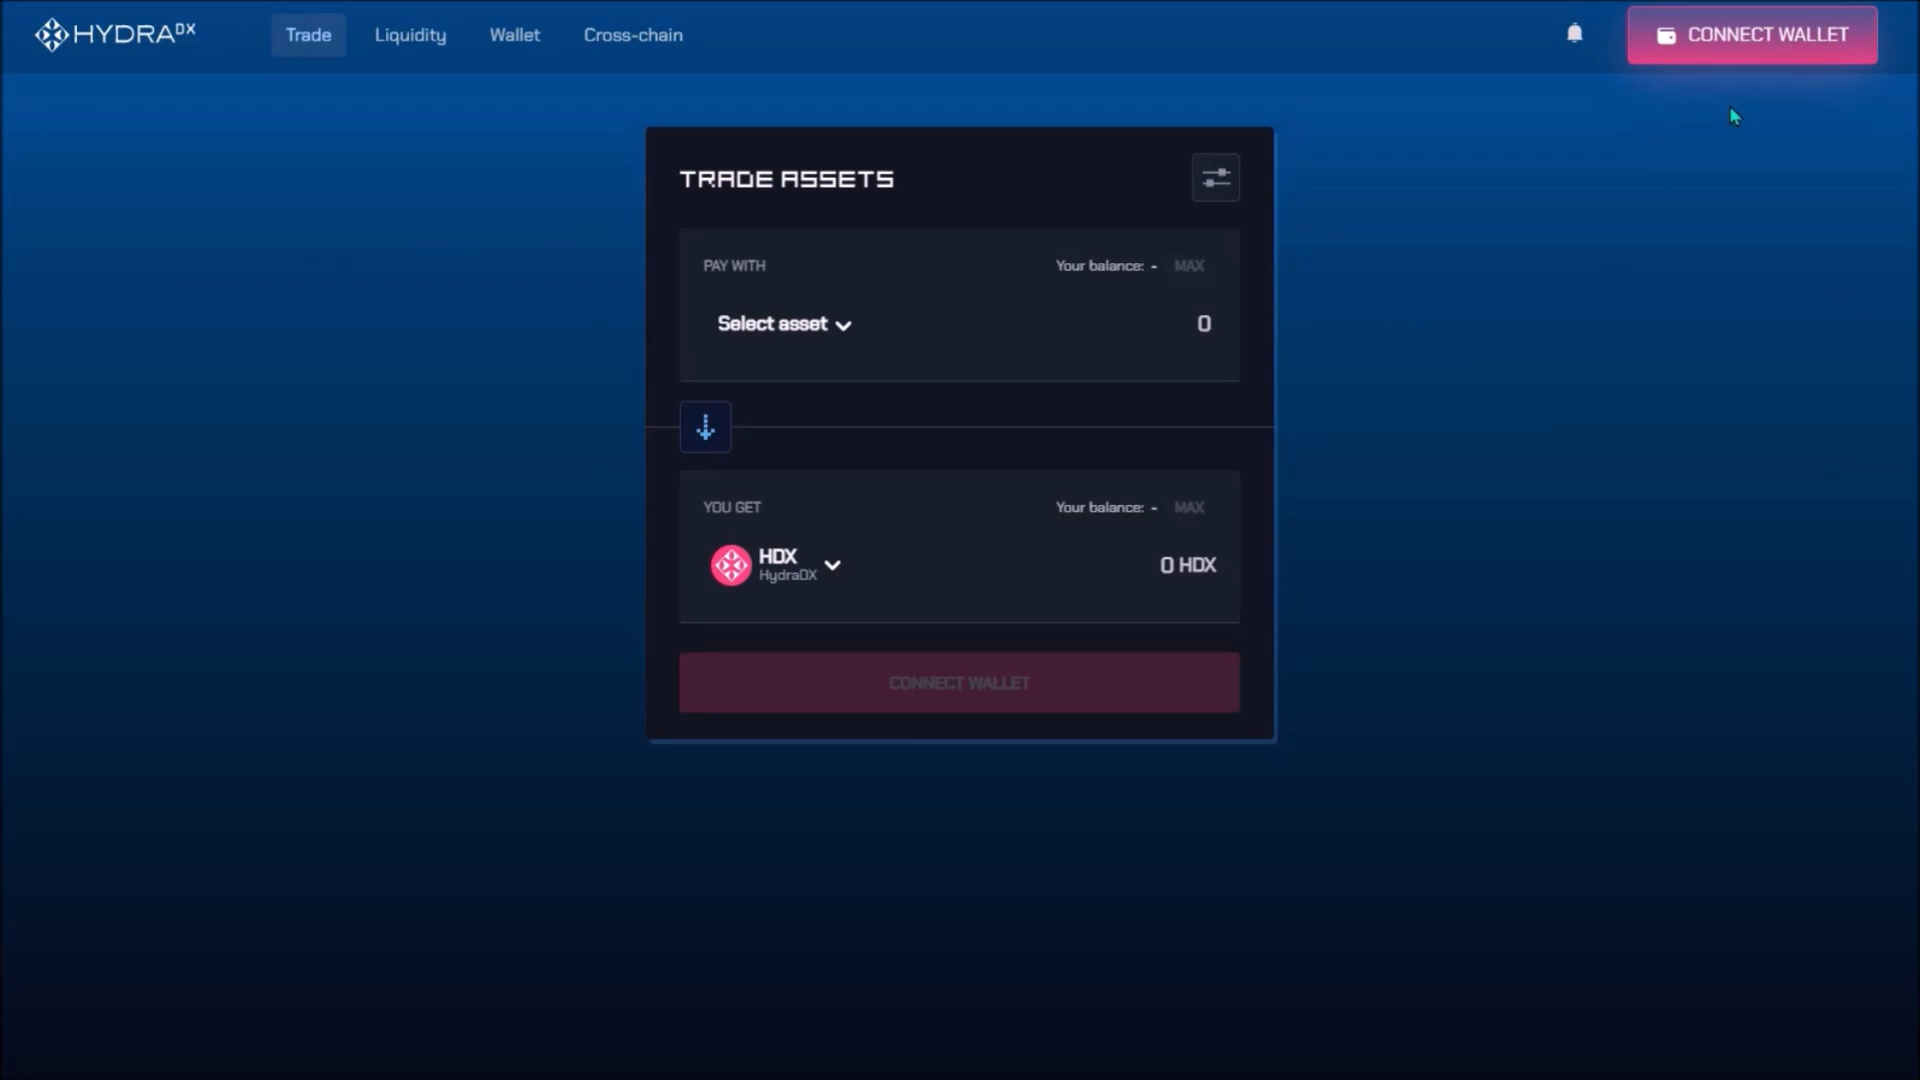 HYDRADX
Trade
Liquidity
Wallet
Cross-chain
CONNECT WALLET
TRADE ASSETS
PAY WITH
Your balance: -
MAX
Select asset
0
YOU GET
Your balance: -
MAX
HDX
HydraDX
0 HDX
CONNECT WALLET